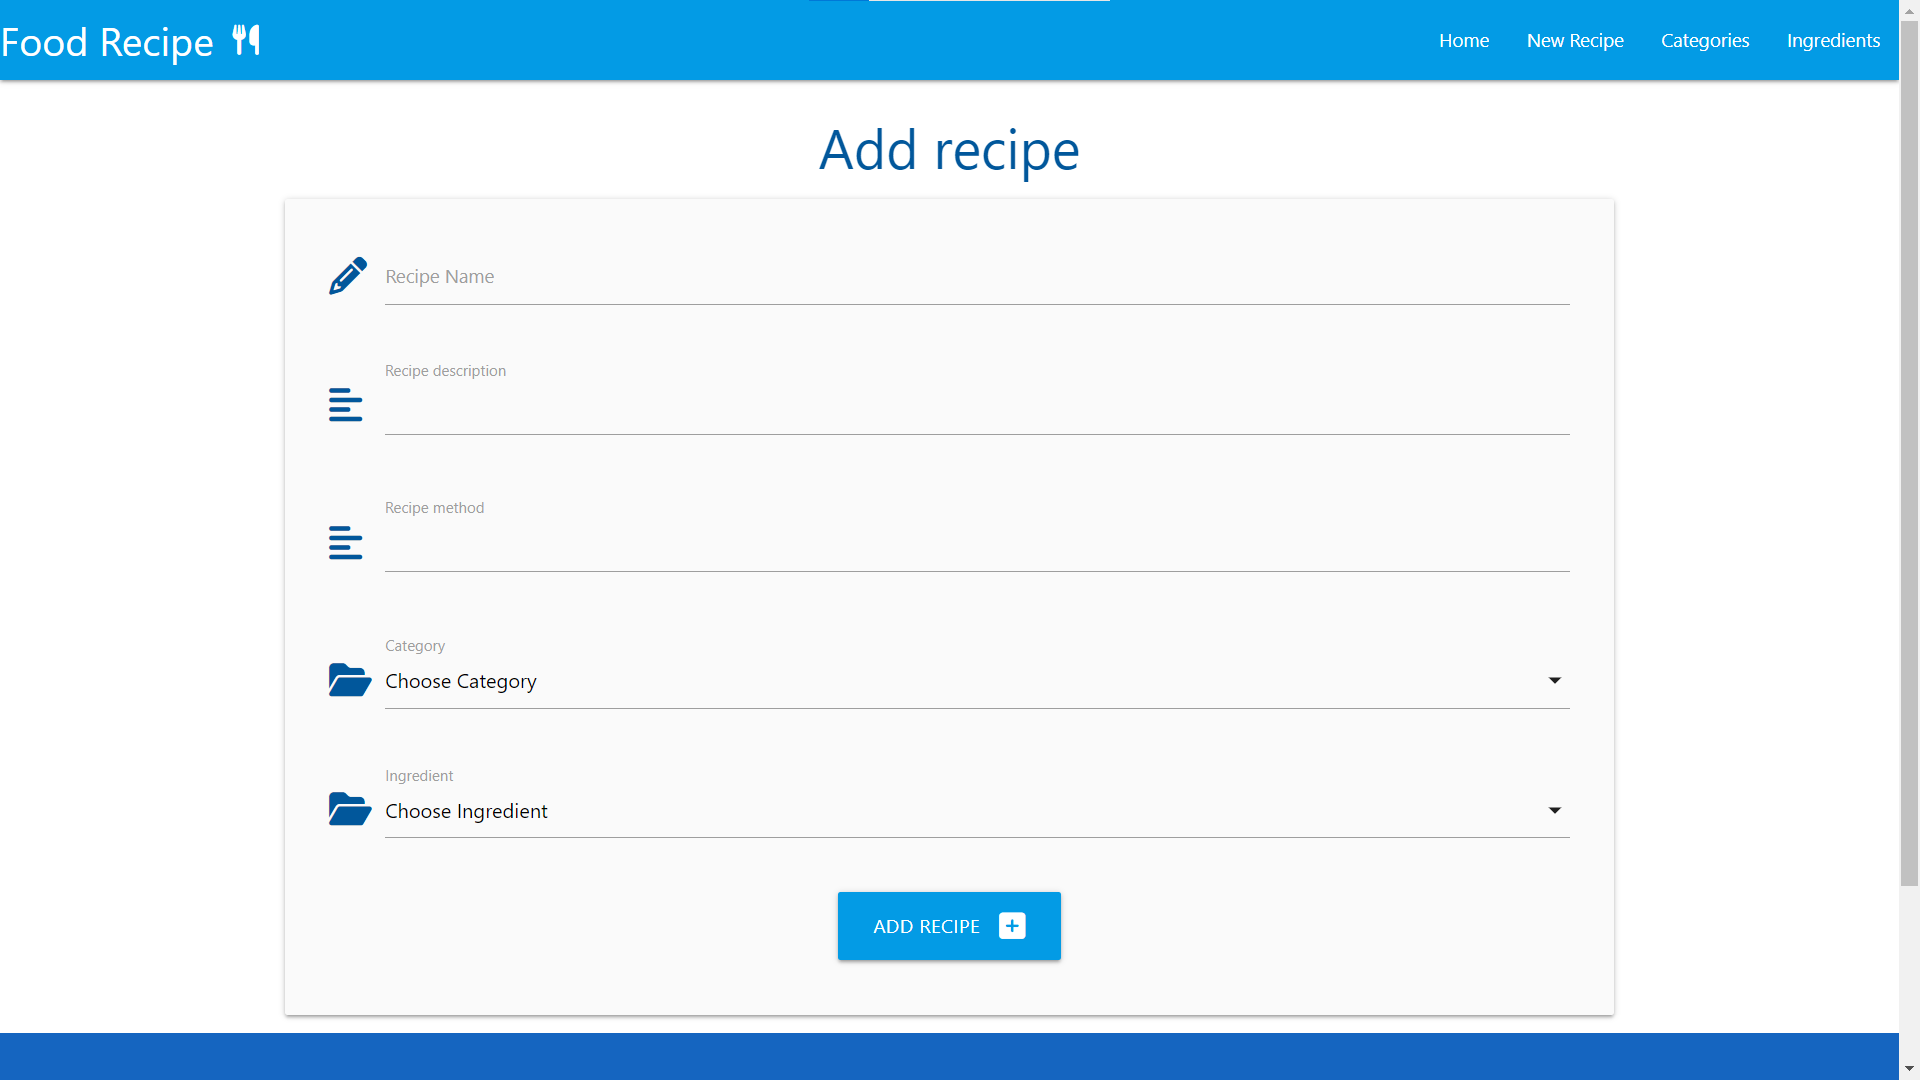 Food Recipe
Home New Recipe Categories Ingredients
Add recipe
Recipe Name
Recipe description
Recipe method
Category
Choose Category
Ingredient
Choose Ingredient
ADD RECIPE